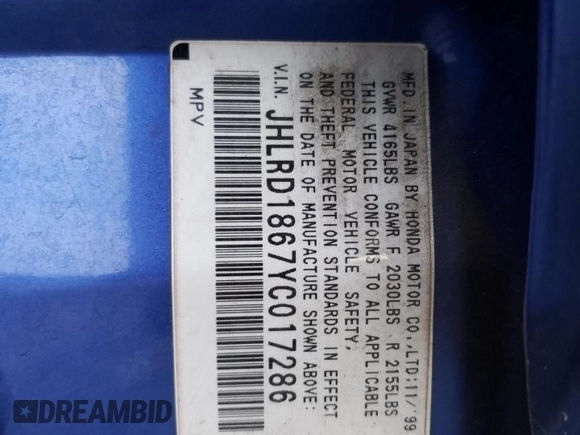 MFD. IN JAPAN BY HONDA MOTOR CO.,LTD;11/'99
GVWR 4165LBS GAWR F 2030LBS R 2155LBS
THIS VEHICLE CONFORMS TO ALL APPLICABLE
FEDERAL MOTOR VEHICLE SAFETY,
AND THEFT PREVENTION STANDARDS IN EFFECT
ON THE DATE OF MANUFACTURE SHOWN ABOVE:
V.I.N. JHLRD1867YC017286
MPV
DREAMBID